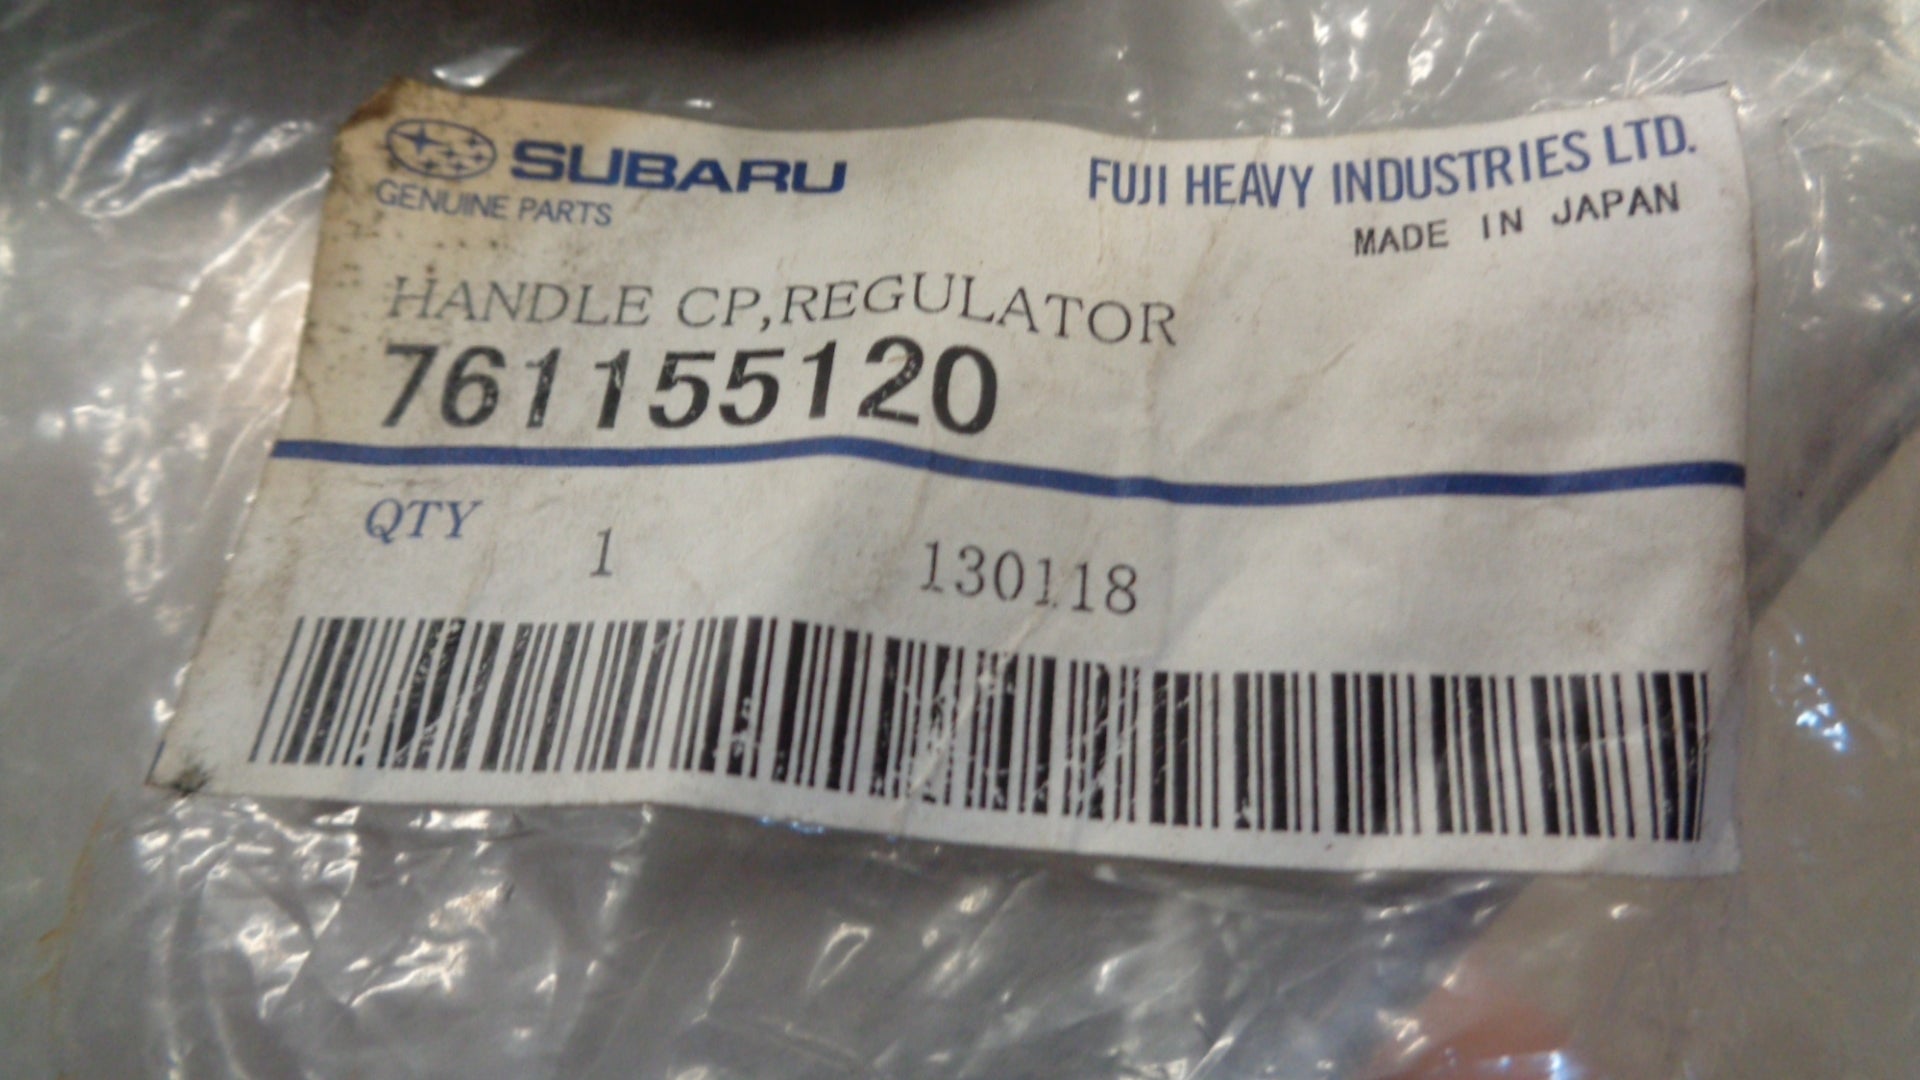 SUBARU
GENUINE PARTS
FUJI HEAVY INDUSTRIES LTD.
MADE IN JAPAN
HANDLE CP,REGULATOR
761155120
QTY 1 130118